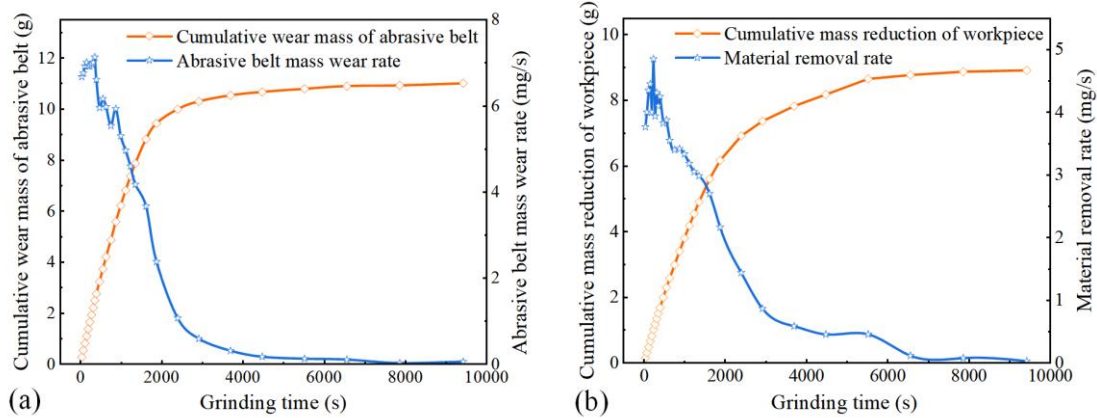 Cumulative wear mass of abrasive belt (g)
14
12
10
8
6
4
2
0
Cumulative wear mass of abrasive belt
Abrasive belt mass wear rate
8
6
4
2
0
Abrasive belt mass wear rate (mg/s)
0 2000 4000 6000 8000 10000
Grinding time (s)
(a)
Cumulative mass reduction of workpiece (g)
10
8
6
4
2
0
Cumulative mass reduction of workpiece
Material removal rate
5
4
3
2
1
0
Material removal rate (mg/s)
0 2000 4000 6000 8000 10000
Grinding time (s)
(b)